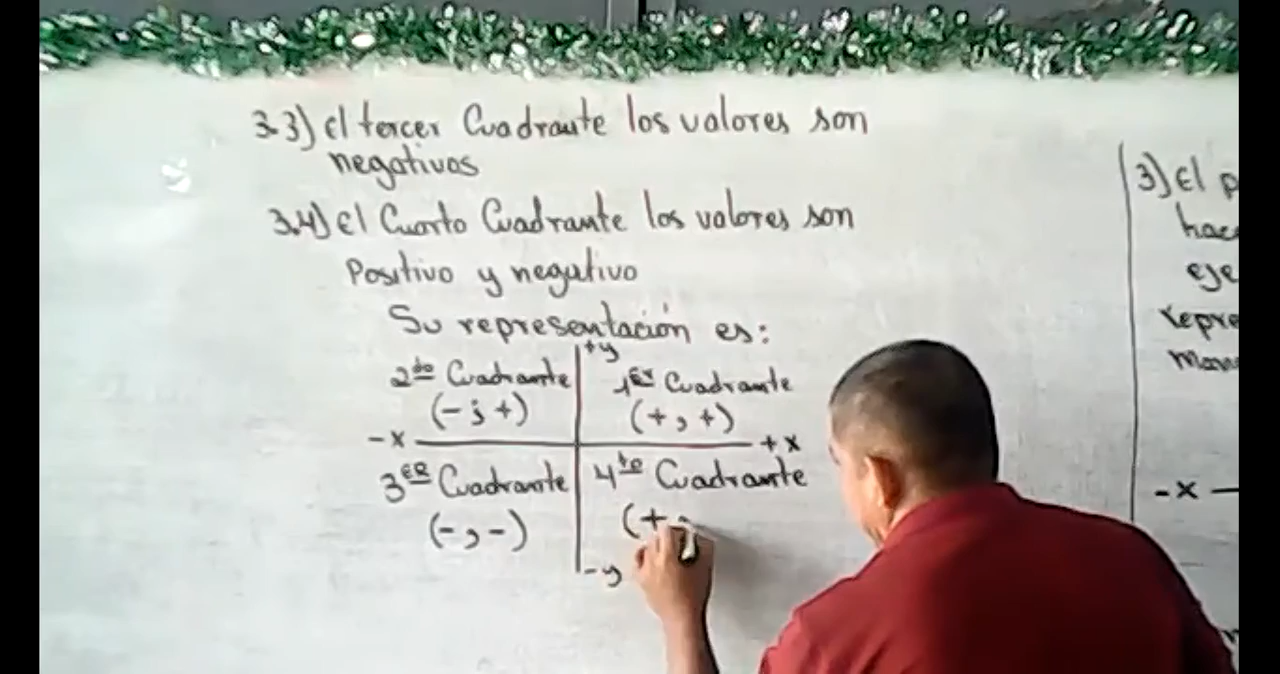 3.3) El tercer Cuadrante los valores son
negativos
3.4) El Cuarto Cuadrante los valores son
Positivo y negativo
Su representación es:
+y
2do Cuadrante
1Er Cuadrante
(- ; +)
(+ , +)
-x
+x
3ER Cuadrante
4to Cuadrante
(- , -)
(+ ,
-y
3) El
-x